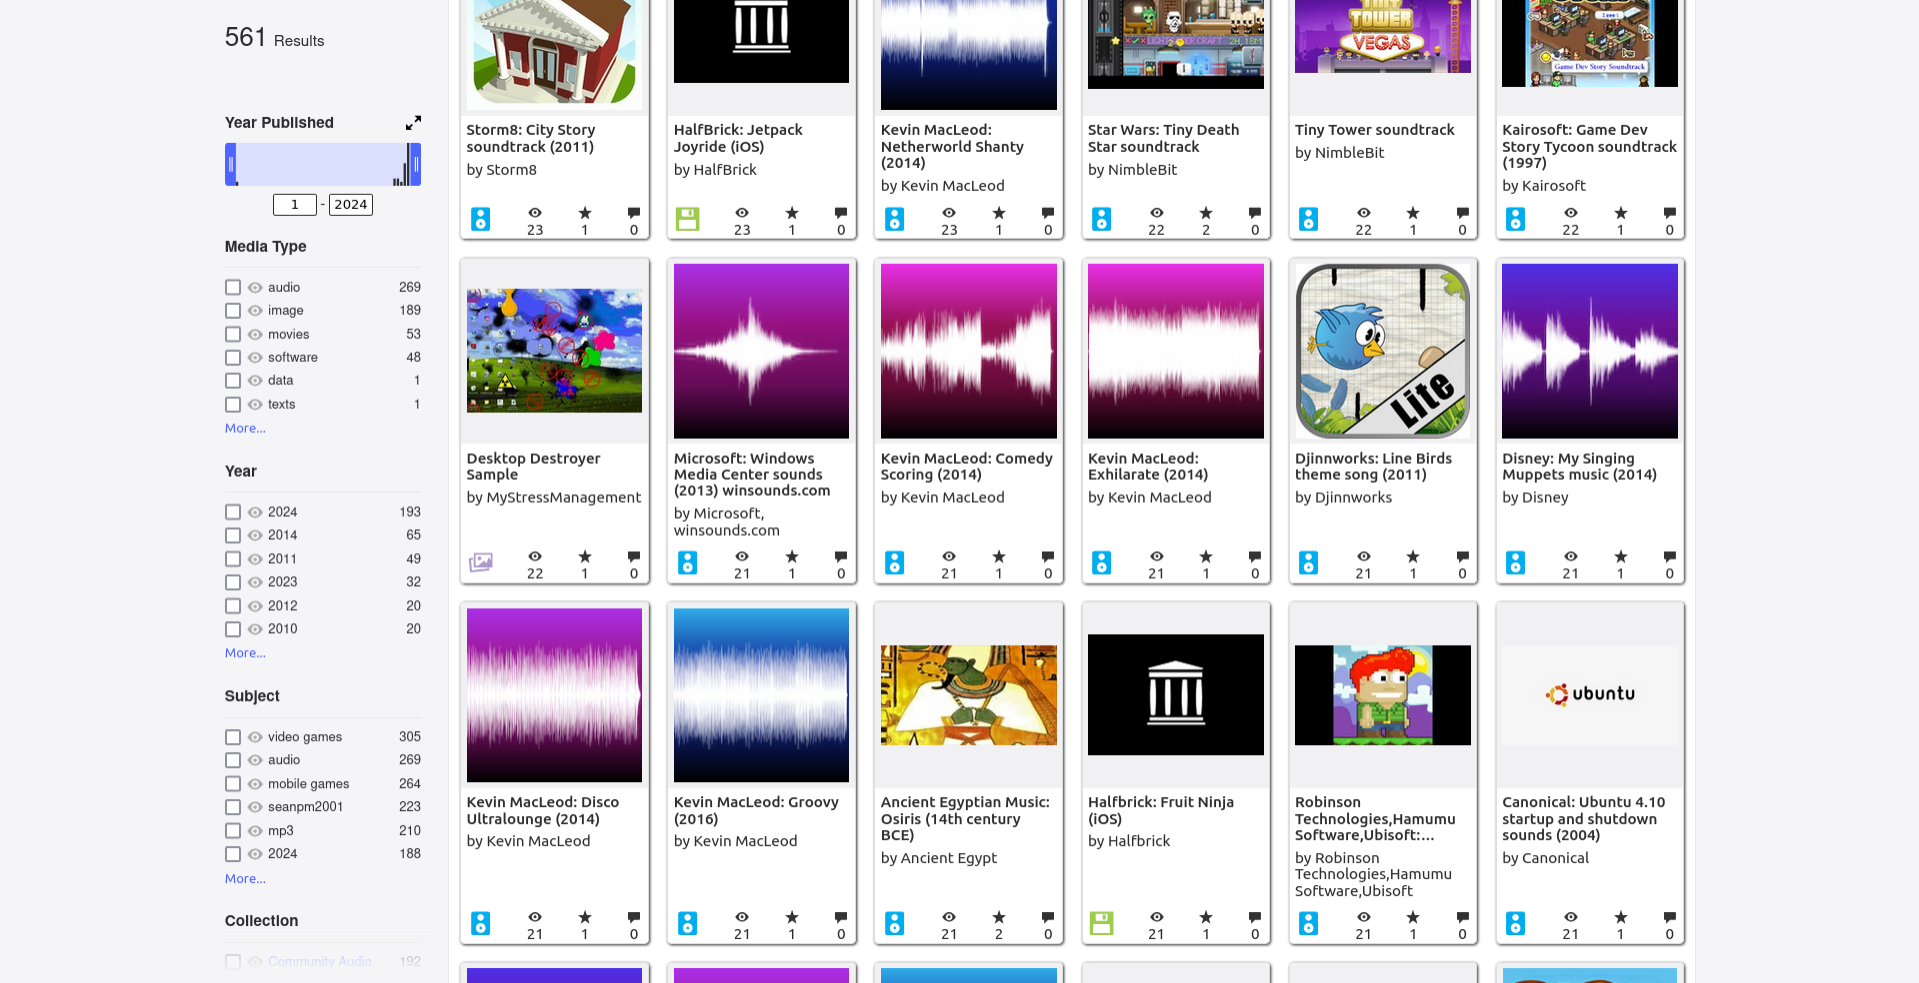 561 Results
Year Published
1 - 2024
Media Type
audio 269
image 189
movies 53
software 48
data 1
texts 1
More...
Year
2024 193
2014 65
2011 49
2023 32
2012 20
2010 20
More...
Subject
video games 305
audio 269
mobile games 264
seanpm2001 223
mp3 210
2024 188
More...
Collection
Community Audio 192
Storm8: City Story
soundtrack (2011)
by Storm8
23 1 0
HalfBrick: Jetpack
Joyride (iOS)
by HalfBrick
23 1 0
Kevin MacLeod:
Netherworld Shanty
(2014)
by Kevin MacLeod
23 1 0
Star Wars: Tiny Death
Star soundtrack
by NimbleBit
22 2 0
TOWER
VEGAS
Tiny Tower soundtrack
by NimbleBit
22 1 0
Game Dev Story Soundtrack
Kairosoft: Game Dev
Story Tycoon soundtrack
(1997)
by Kairosoft
22 1 0
Desktop Destroyer
Sample
by MyStressManagement
22 1 0
Microsoft: Windows
Media Center sounds
(2013) winsounds.com
by Microsoft,
winsounds.com
21 1 0
Kevin MacLeod: Comedy
Scoring (2014)
by Kevin MacLeod
21 1 0
Kevin MacLeod:
Exhilarate (2014)
by Kevin MacLeod
21 1 0
Lite
Djinnworks: Line Birds
theme song (2011)
by Djinnworks
21 1 0
Disney: My Singing
Muppets music (2014)
by Disney
21 1 0
Kevin MacLeod: Disco
Ultralounge (2014)
by Kevin MacLeod
21 1 0
Kevin MacLeod: Groovy
(2016)
by Kevin MacLeod
21 1 0
Ancient Egyptian Music:
Osiris (14th century
BCE)
by Ancient Egypt
21 2 0
Halfbrick: Fruit Ninja
(iOS)
by Halfbrick
21 1 0
Robinson
Technologies,Hamumu
Software,Ubisoft:...
by Robinson
Technologies,Hamumu
Software,Ubisoft
21 1 0
ubuntu
Canonical: Ubuntu 4.10
startup and shutdown
sounds (2004)
by Canonical
21 1 0